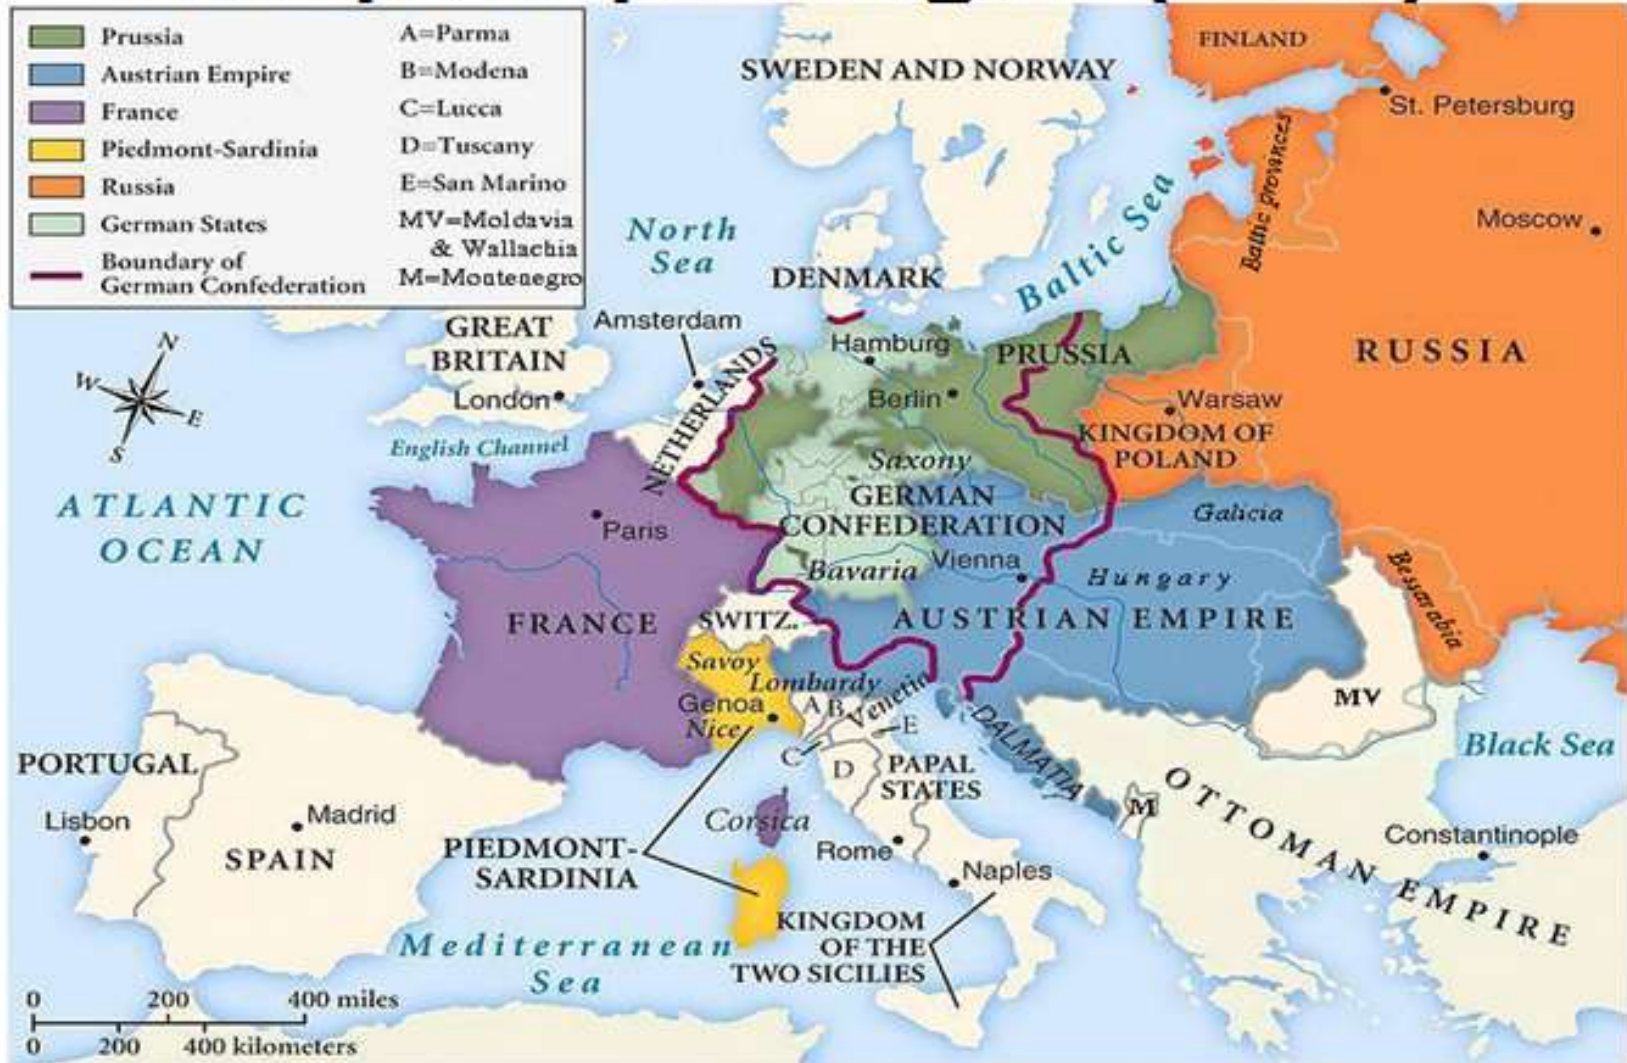 Prussia
Austrian Empire
France
Piedmont-Sardinia
Russia
German States
Boundary of
German Confederation
A=Parma
B=Modena
C=Lucca
D=Tuscany
E=San Marino
MV=Moldavia
& Wallachia
M=Montenegro
FINLAND
SWEDEN AND NORWAY
St. Petersburg
Baltic provinces
Moscow
North
Sea
Baltic Sea
DENMARK
GREAT
BRITAIN
Amsterdam
Hamburg
PRUSSIA
RUSSIA
N
W
E
S
London
NETHERLANDS
Berlin
Warsaw
English Channel
KINGDOM OF
POLAND
Saxony
ATLANTIC
OCEAN
Paris
GERMAN
CONFEDERATION
Galicia
Vienna
Bavaria
Hungary
Bessarabia
FRANCE
SWITZ.
AUSTRIAN EMPIRE
Savoy
Lombardy
Venetia
Genoa
Nice
A
B
E
C
D
MV
DALMATIA
Black Sea
PORTUGAL
PAPAL
STATES
M
OTTOMAN EMPIRE
Lisbon
Madrid
Corsica
Constantinople
SPAIN
PIEDMONT-
SARDINIA
Rome
Naples
KINGDOM
OF THE
TWO SICILIES
Mediterranean
Sea
0 200 400 miles
0 200 400 kilometers